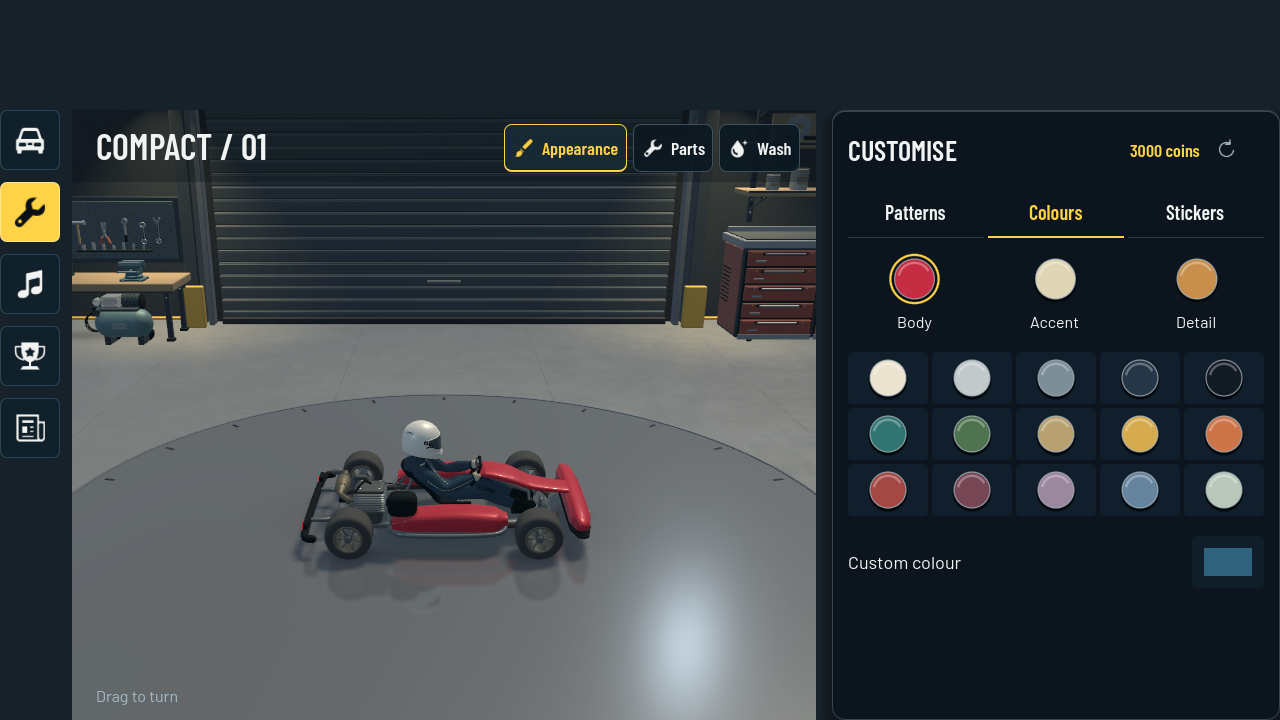 COMPACT / 01
Appearance
Parts
Wash
CUSTOMISE
3000 coins
Patterns
Colours
Stickers
Body
Accent
Detail
Custom colour
Drag to turn